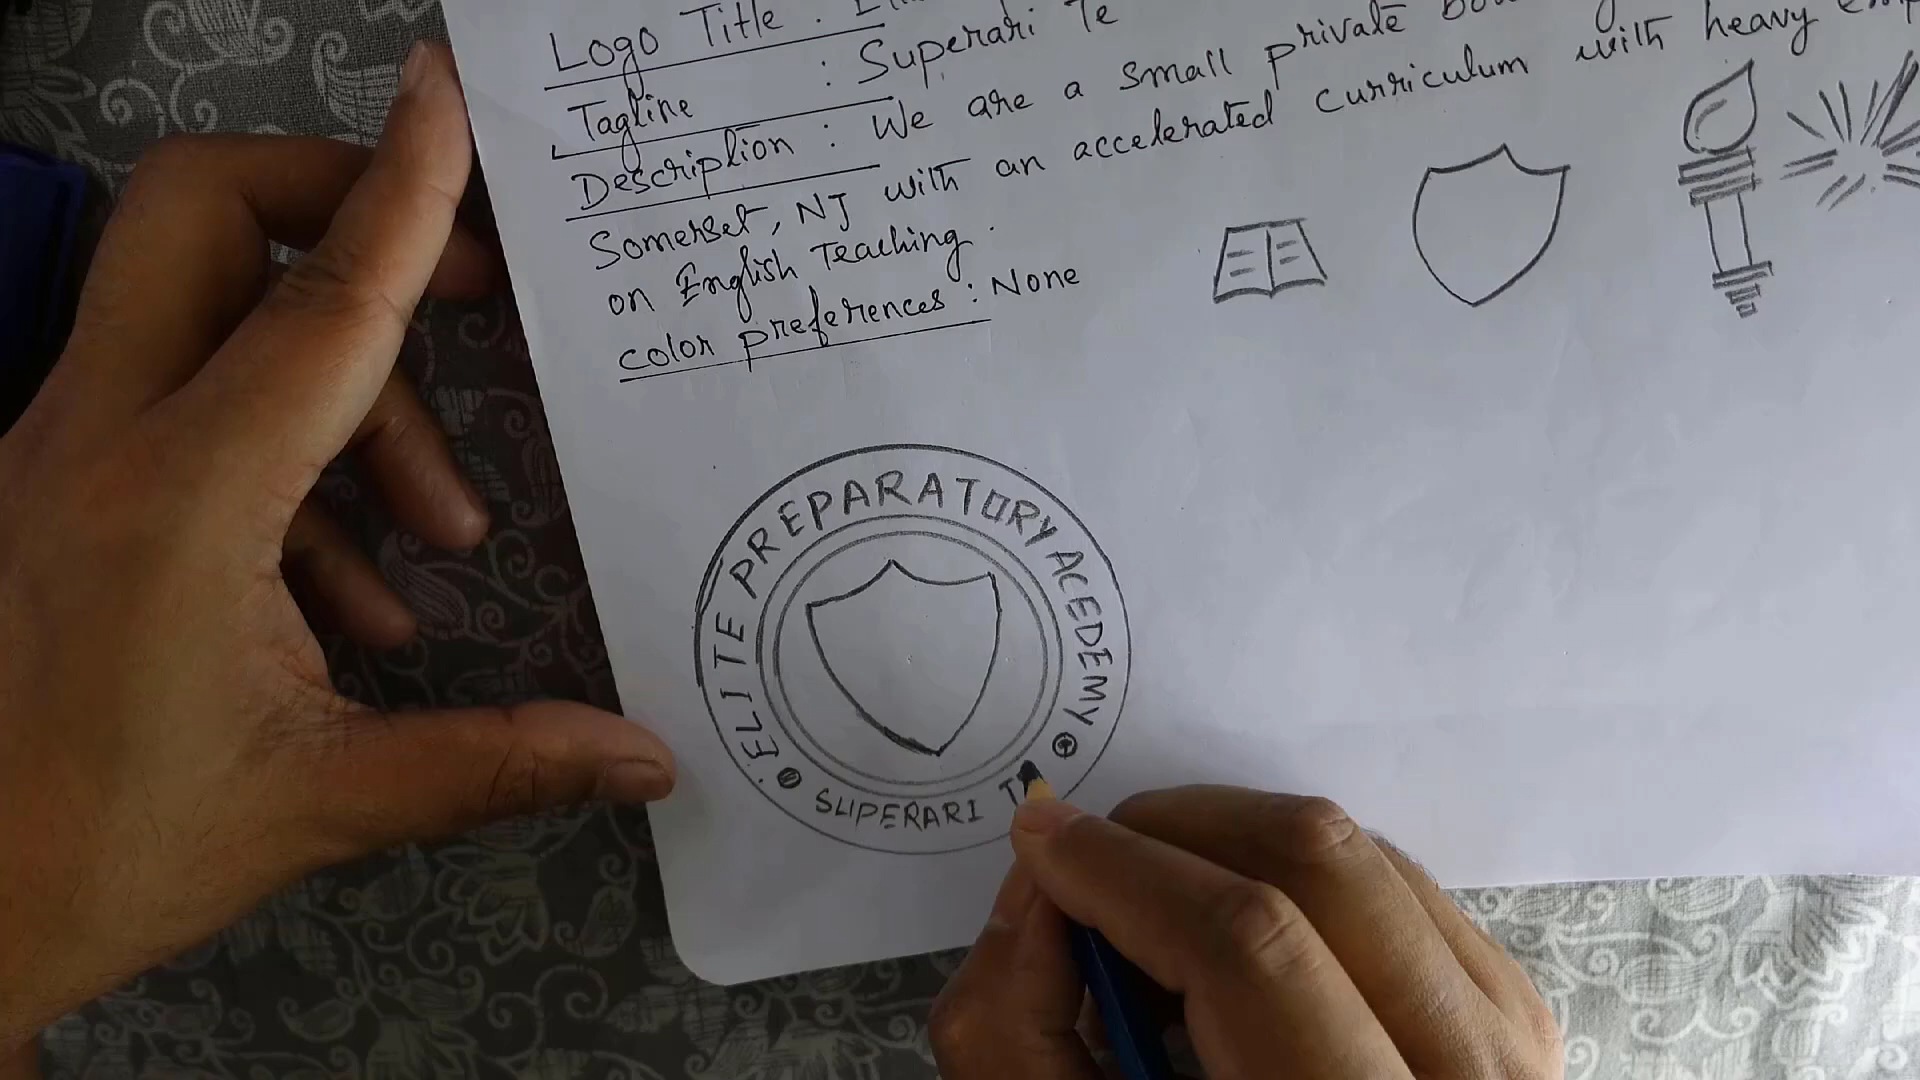 Logo Title :
Tagline : Superari Te
Description : We are a small private
Somerset, NJ with an accelerated curriculum with heavy
on English Teaching.
color preferences : None
ELITE PREPARATORY ACEDEMY
SUPERARI